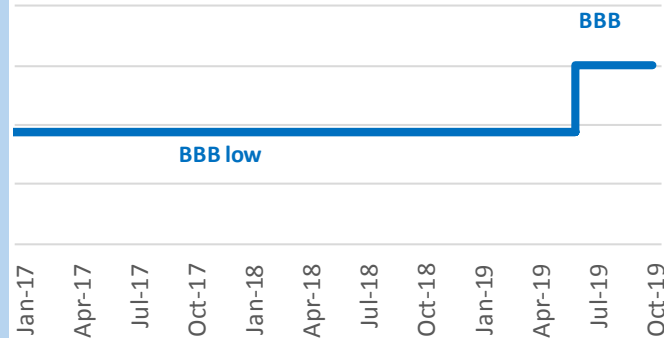 BBB
BBB low
Jan-17
Apr-17
Jul-17
Oct-17
Jan-18
Apr-18
Jul-18
Oct-18
Jan-19
Apr-19
Jul-19
Oct-19